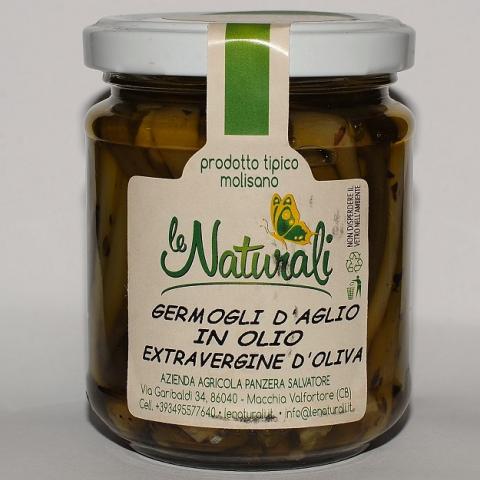 prodotto tipico
molisano
le Naturali
NON DISPERDERE IL
VETRO NELL'AMBIENTE
GERMOGLI D'AGLIO
IN OLIO
EXTRAVERGINE D'OLIVA
AZIENDA AGRICOLA PANZERA SALVATORE
Via Garibaldi 34, 86040 - Macchia Valfortore (CB)
Cell. +393495577640 • lenaturali.it • info@lenaturali.it